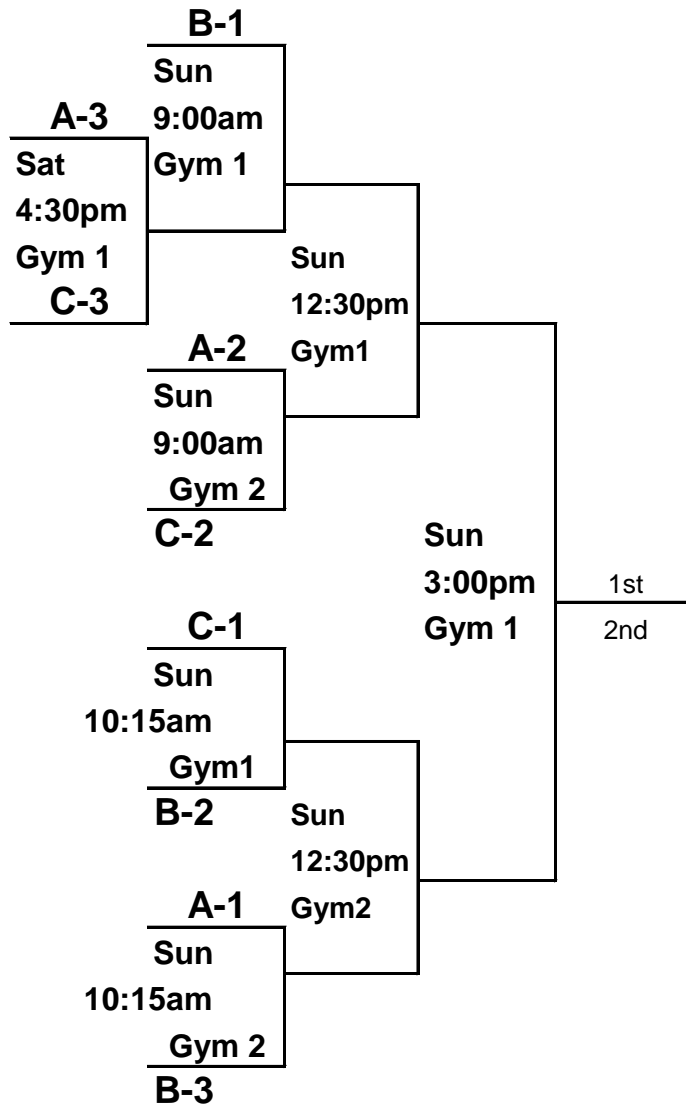 B-1
Sun
9:00am
Gym 1
A-3
Sat
4:30pm
Gym 1
C-3
Sun
12:30pm
Gym1
A-2
Sun
9:00am
Gym 2
C-2
Sun
3:00pm
Gym 1
1st
2nd
C-1
Sun
10:15am
Gym1
B-2
Sun
12:30pm
Gym2
A-1
Sun
10:15am
Gym 2
B-3